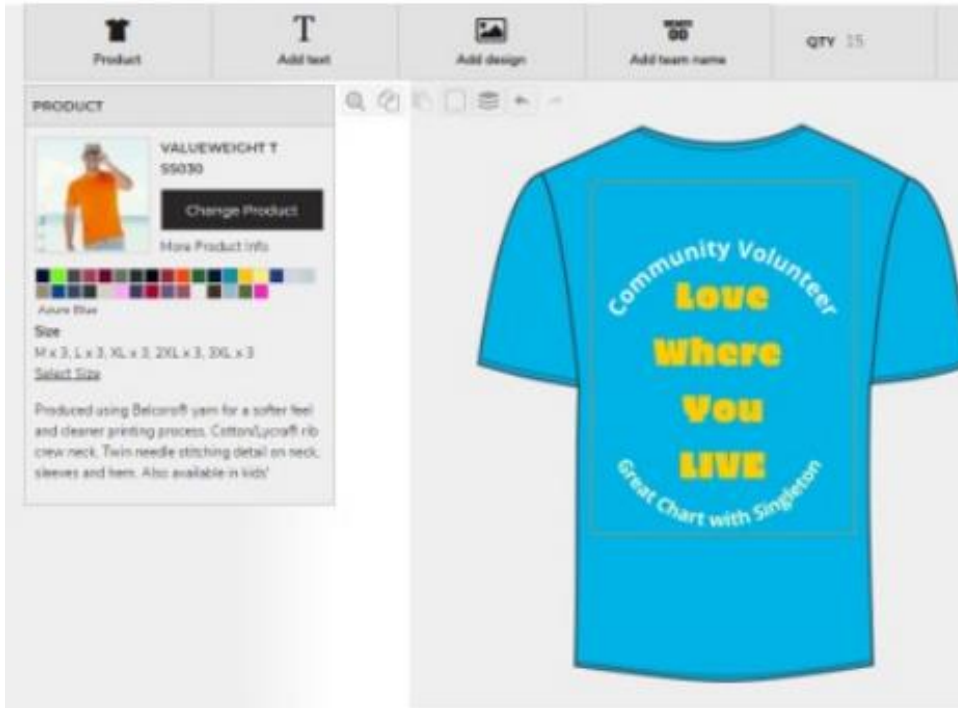 Product
Add text
Add design
Add team name
QTY 15
PRODUCT
VALUEWEIGHT T
SS030
Change Product
More Product Info
Azure Blue
Size
M x 3, L x 3, XL x 3, 2XL x 3, 3XL x 3
Select Size
Produced using Belcoro® yarn for a softer feel
and cleaner printing process. Cotton/Lycra® rib
crew neck. Twin needle stitching detail on neck,
sleeves and hem. Also available in kids'
Community Volunteer
Love
Where
You
LIVE
Great Chart with Singleton